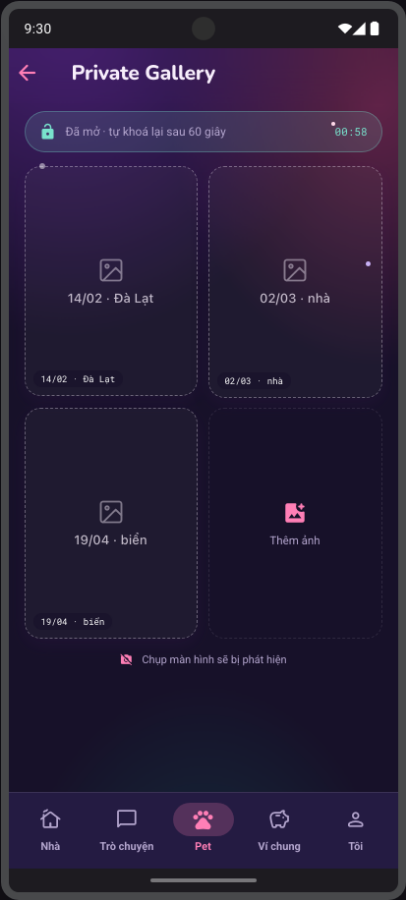 9:30
Private Gallery
Đã mở · tự khoá lại sau 60 giây
00:58
14/02 · Đà Lạt
14/02 · Đà Lạt
02/03 · nhà
02/03 · nhà
19/04 · biển
19/04 · biển
Thêm ảnh
Chụp màn hình sẽ bị phát hiện
Nhà
Trò chuyện
Pet
Ví chung
Tôi